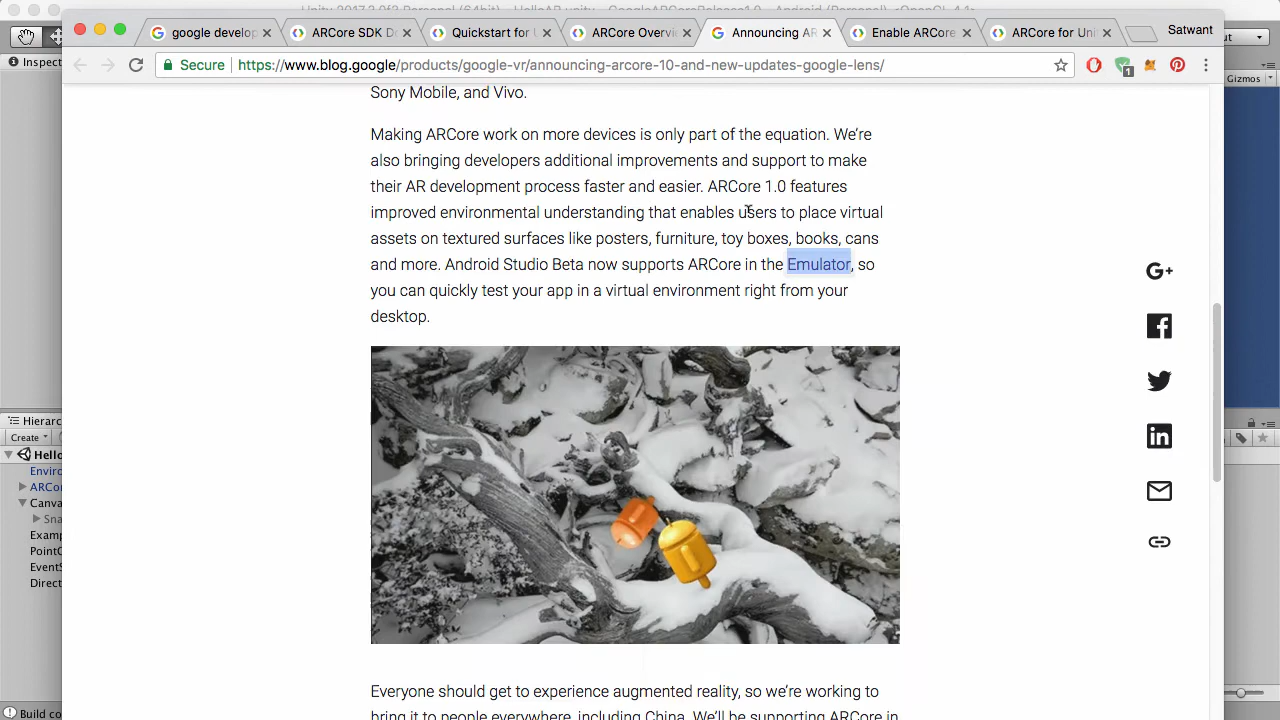 google develop
ARCore SDK D
Quickstart for
ARCore Overvi
Announcing AR
Enable ARCore
ARCore for Uni
Satwant
Secure
https://www.blog.google/products/google-vr/announcing-arcore-10-and-new-updates-google-lens/
1
Inspect
Gizmos
Sony Mobile, and Vivo.
Making ARCore work on more devices is only part of the equation. We're
also bringing developers additional improvements and support to make
their AR development process faster and easier. ARCore 1.0 features
improved environmental understanding that enables users to place virtual
assets on textured surfaces like posters, furniture, toy boxes, books, cans
and more. Android Studio Beta now supports ARCore in the Emulator, so
you can quickly test your app in a virtual environment right from your
desktop.
G+
Hierarc
Create
Hello
Enviro
ARCo
Canva
Sna
Examp
PointC
EventS
Direct
Everyone should get to experience augmented reality, so we're working to
bring it to people everywhere, including China. We'll be supporting ARCore in
Build co